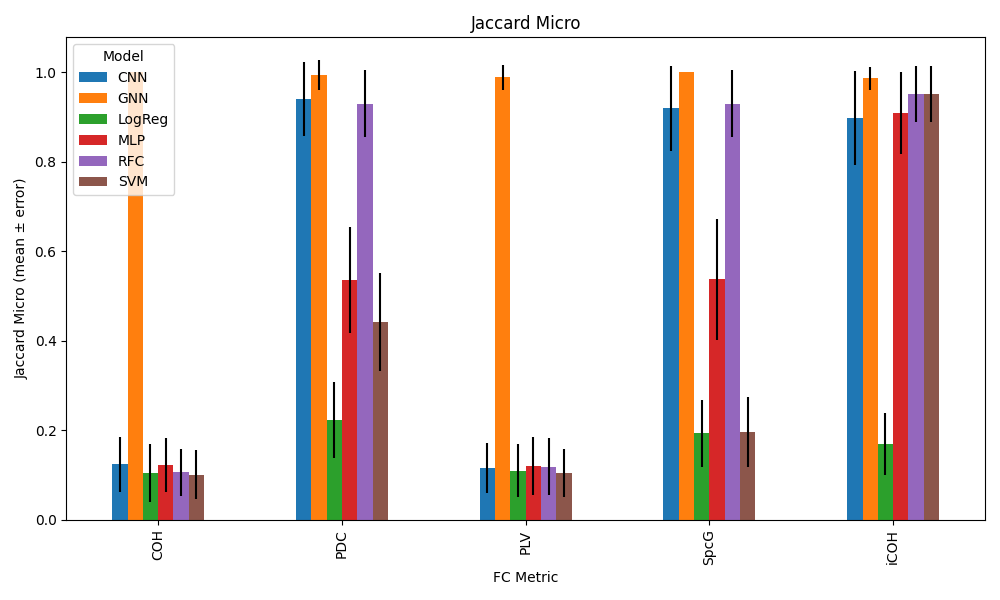 Jaccard Micro
Model
CNN
GNN
LogReg
MLP
RFC
SVM
1.0
0.8
0.6
0.4
0.2
0.0
Jaccard Micro (mean ± error)
COH
PDC
PLV
SpcG
iCOH
FC Metric